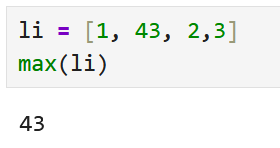 li = [1, 43, 2,3]
max(li)
43